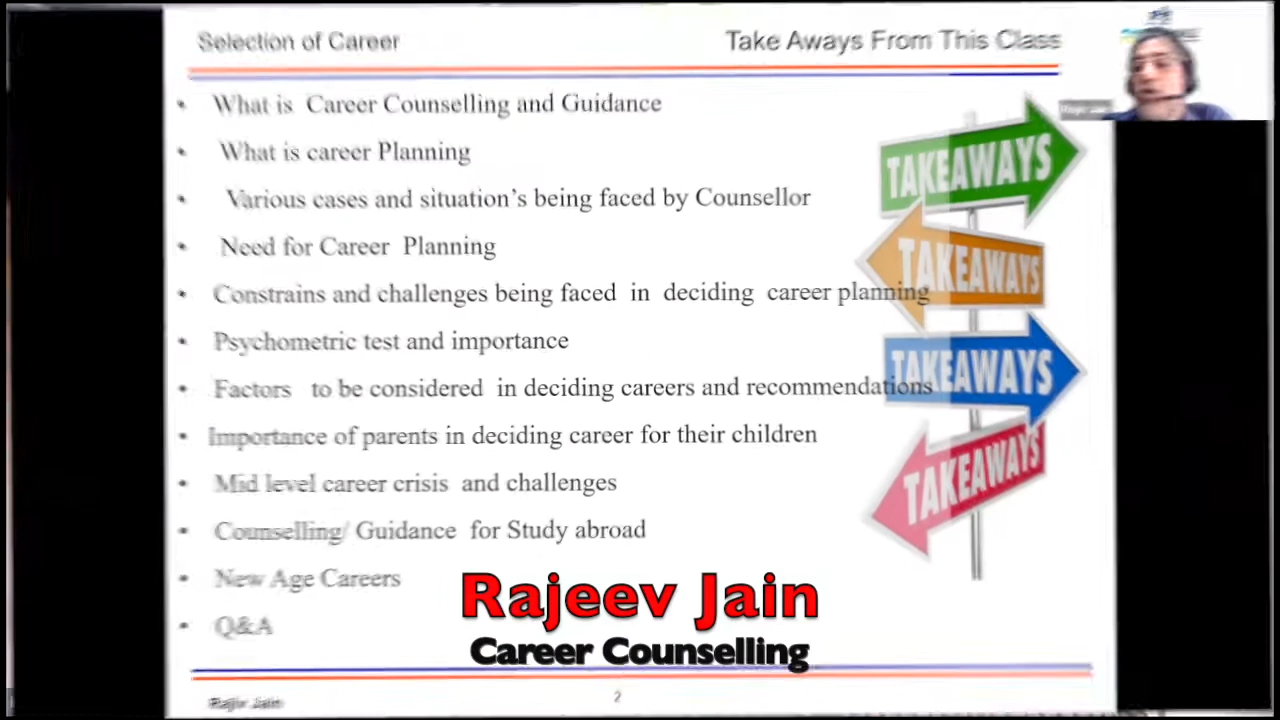 Selection of Career
Take Aways From This Class
• What is Career Counselling and Guidance
• What is career Planning
• Various cases and situation's being faced by Counsellor
• Need for Career Planning
• Constrains and challenges being faced in deciding career planning
• Psychometric test and importance
• Factors to be considered in deciding careers and recommendations
• Importance of parents in deciding career for their children
• Mid level career crisis and challenges
• Counselling/ Guidance for Study abroad
• New Age Careers
• Q&A
TAKEAWAYS
TAKEAWAYS
TAKEAWAYS
TAKEAWAYS
Rajeev Jain
Career Counselling
Rajiv Jain
2